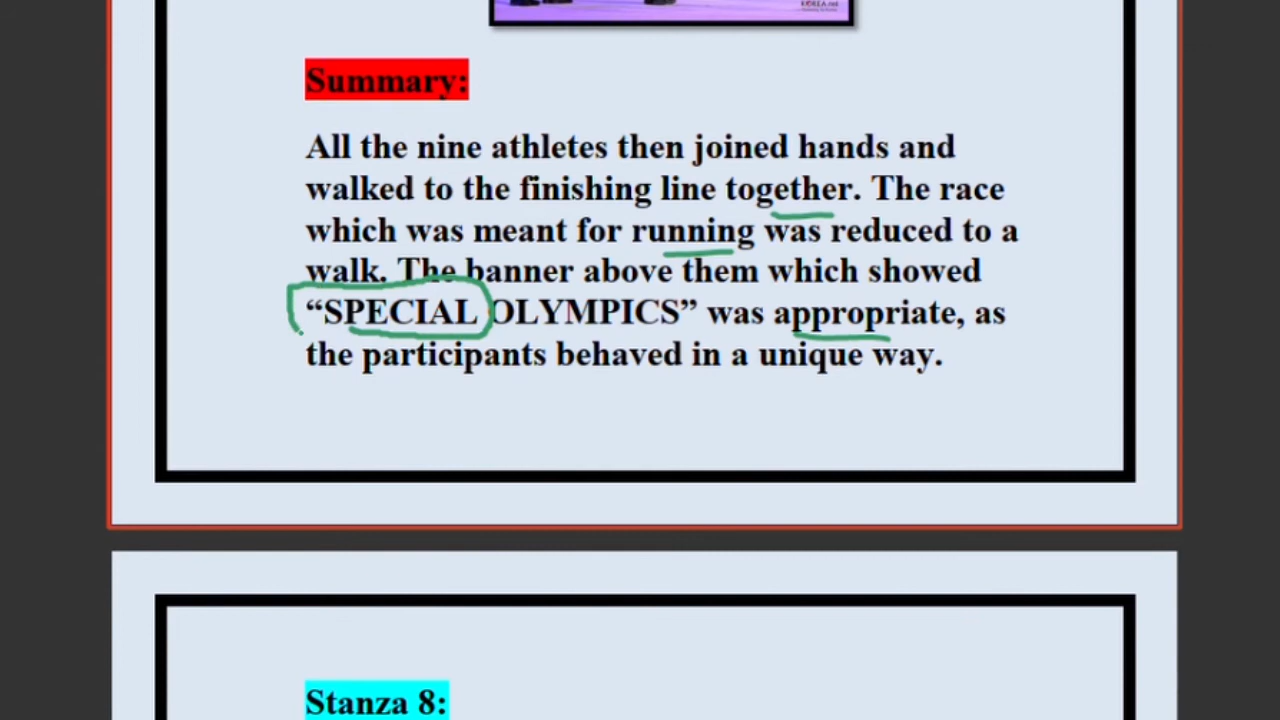 KOREA.net
Summary:
All the nine athletes then joined hands and
walked to the finishing line together. The race
which was meant for running was reduced to a
walk. The banner above them which showed
“SPECIAL OLYMPICS” was appropriate, as
the participants behaved in a unique way.
Stanza 8: